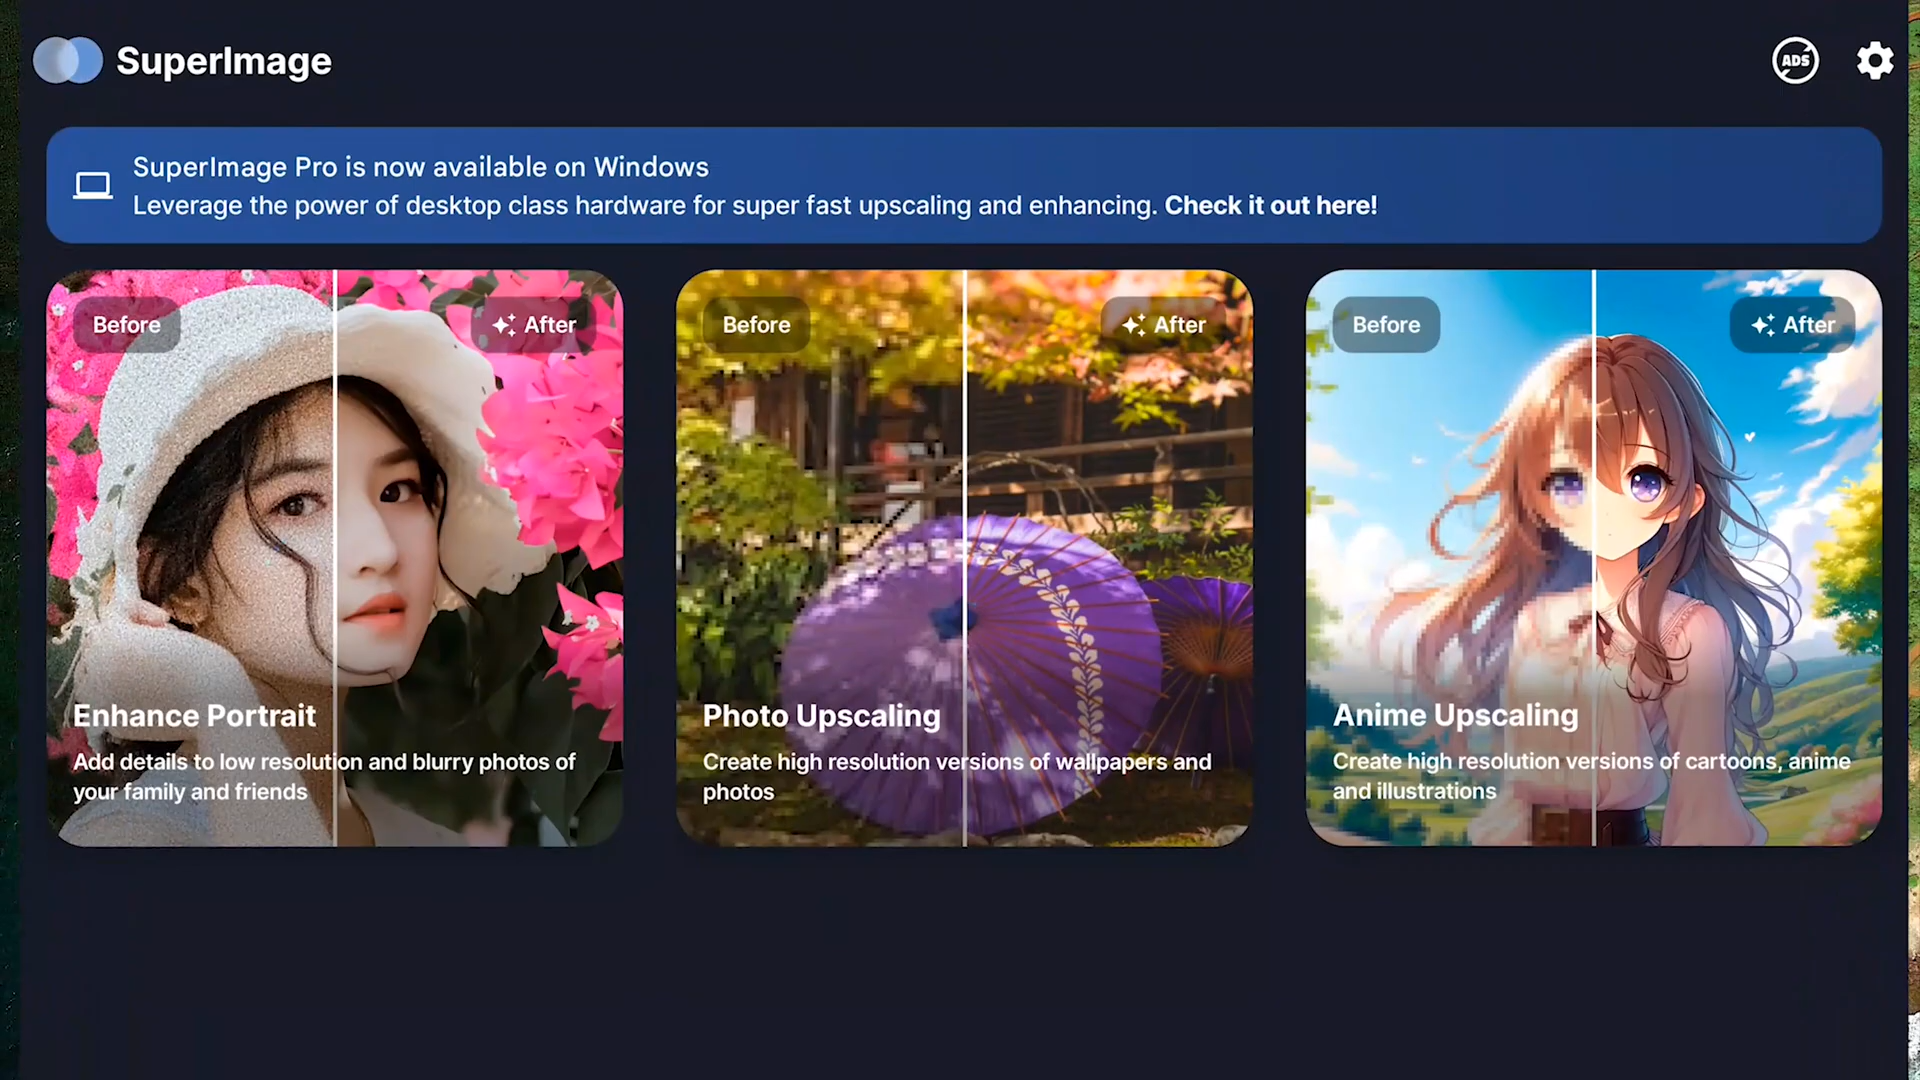 SuperImage
ADS
SuperImage Pro is now available on Windows
Leverage the power of desktop class hardware for super fast upscaling and enhancing. Check it out here!
Before
After
Enhance Portrait
Add details to low resolution and blurry photos of
your family and friends
Before
After
Photo Upscaling
Create high resolution versions of wallpapers and
photos
Before
After
Anime Upscaling
Create high resolution versions of cartoons, anime
and illustrations